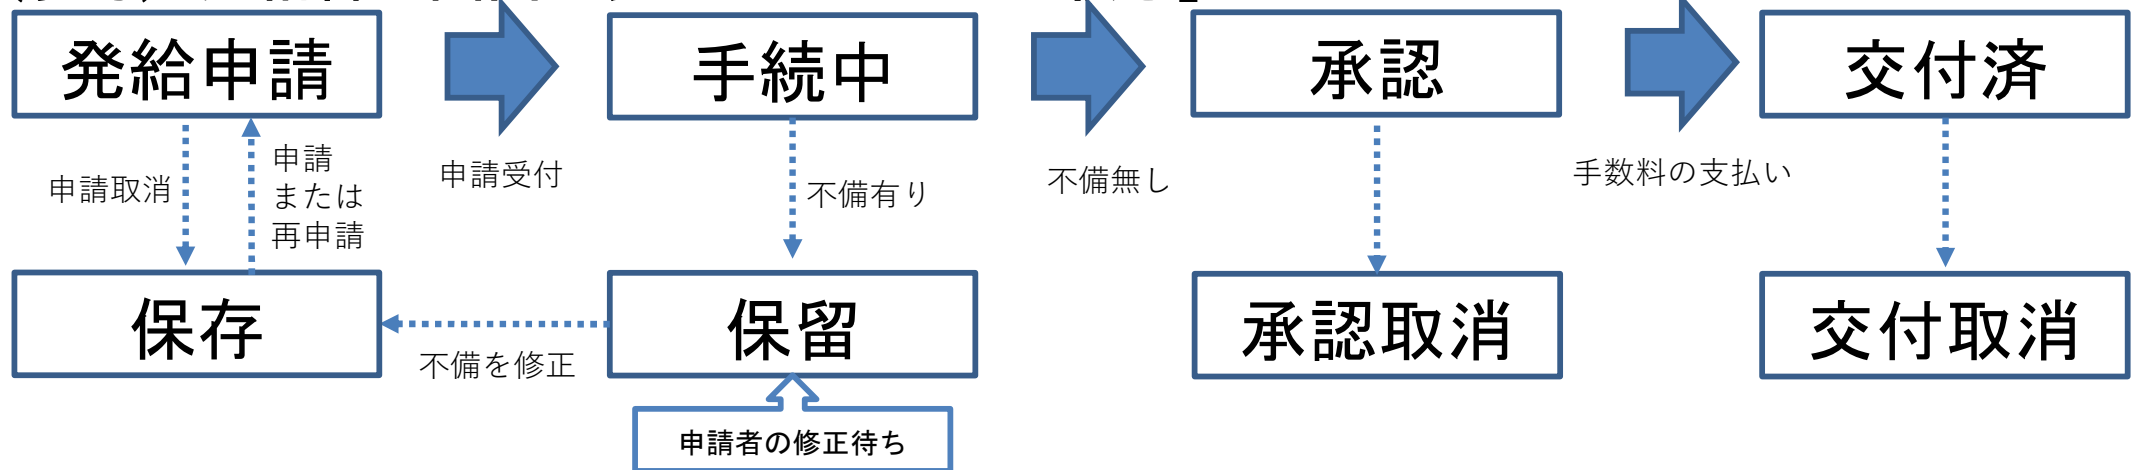 発給申請
手続中
承認
交付済
申請取消
申請
または
再申請
申請受付
不備有り
不備無し
手数料の支払い
保存
保留
承認取消
交付取消
不備を修正
申請者の修正待ち